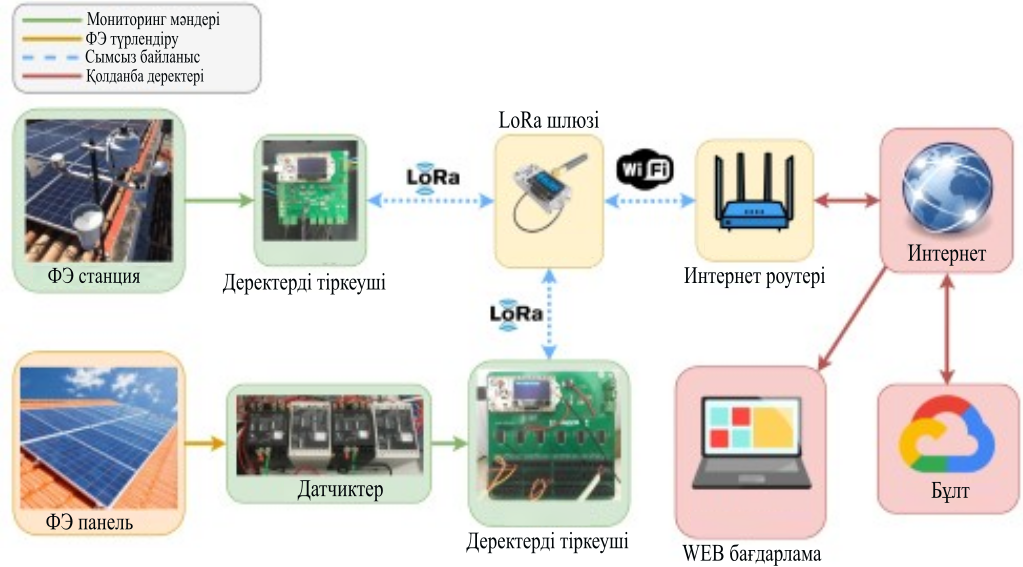 Мониторинг мәндері
ФЭ түрлендіру
Сымсыз байланыс
Қолданба деректері
LoRa шлюзі
LoRa
WiFi
ФЭ станция
Деректерді тіркеуші
Интернет роутері
Интернет
LoRa
Датчиктер
Бұлт
ФЭ панель
Деректерді тіркеуші
WEB бағдарлама